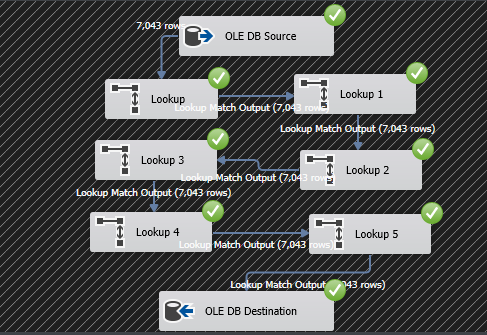 OLE DB Source
7,043 rows
Lookup
Lookup Match Output (7,043 rows)
Lookup 1
Lookup Match Output (7,043 rows)
Lookup 2
Lookup Match Output (7,043 rows)
Lookup 3
Lookup Match Output (7,043 rows)
Lookup 4
Lookup Match Output (7,043 rows)
Lookup 5
Lookup Match Output (7,043 rows)
OLE DB Destination